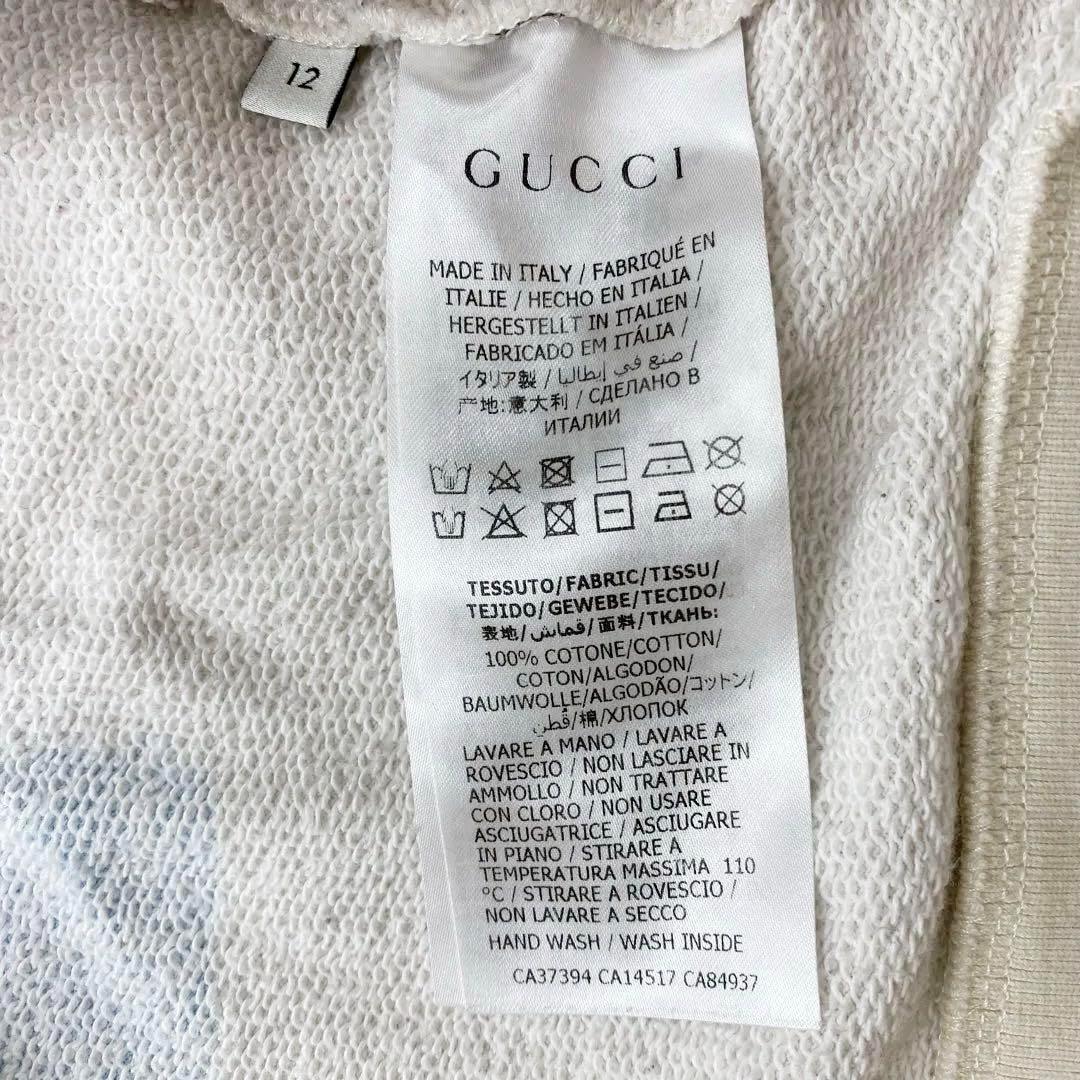 12
GUCCI
MADE IN ITALY / FABRIQUÉ EN
ITALIE / HECHO EN ITALIA /
HERGESTELLT IN ITALIEN /
FABRICADO EM ITÁLIA /
イタリア製 / صنع في إيطاليا /
产地:意大利 / СДЕЛАНО В
ИТАЛИИ
TESSUTO/FABRIC/TISSU/
TEJIDO/GEWEBE/TECIDO/
表地/قماش/面料/ТКАНЬ:
100% COTONE/COTTON/
COTON/ALGODON/
BAUMWOLLE/ALGODÃO/コットン/
قُطن/棉/ХЛОПОК
LAVARE A MANO / LAVARE A
ROVESCIO / NON LASCIARE IN
AMMOLLO / NON TRATTARE
CON CLORO / NON USARE
ASCIUGATRICE / ASCIUGARE
IN PIANO / STIRARE A
TEMPERATURA MASSIMA 110
°C / STIRARE A ROVESCIO /
NON LAVARE A SECCO
HAND WASH / WASH INSIDE
CA37394 CA14517 CA84937